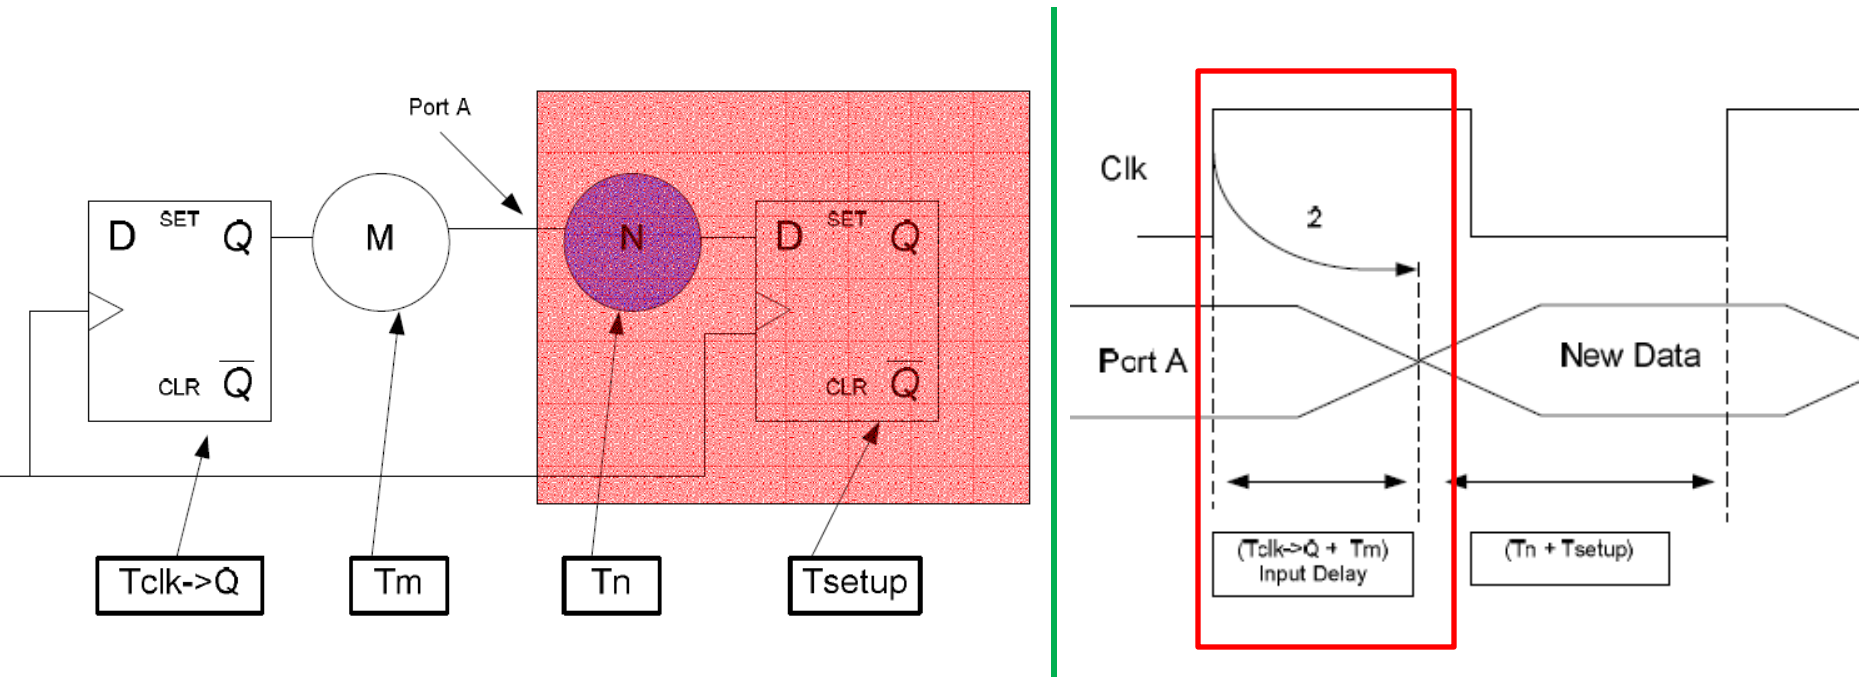 Port A
D
SET
Q
M
N
D
SET
Q
CLR
Q
CLR
Q
Tclk->Q
Tm
Tn
Tsetup
Clk
2
Port A
New Data
(Tclk->Q + Tm)
Input Delay
(Tn + Tsetup)